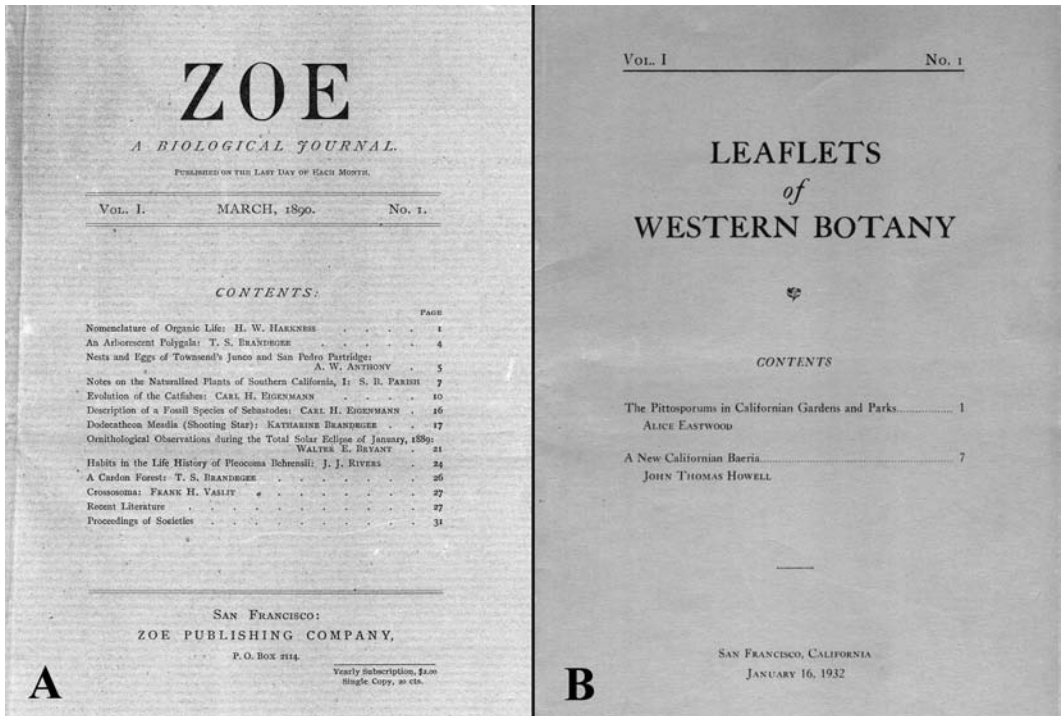 ZOE
A BIOLOGICAL JOURNAL.
PUBLISHED ON THE LAST DAY OF EACH MONTH.
VOL. I. MARCH, 1890. NO. 1.
CONTENTS:
PAGE
Nomenclature of Organic Life: H. W. HARKNESS . . . . 1
An Arborescent Polygala: T. S. BRANDEGEE . . . . . 4
Nests and Eggs of Townsend's Junco and San Pedro Partridge:
A. W. ANTHONY . 5
Notes on the Naturalized Plants of Southern California, I: S. B. PARISH 7
Evolution of the Catfishes: CARL H. EIGENMANN . . . . 10
Description of a Fossil Species of Sebastodes: CARL H. EIGENMANN . 16
Dodecatheon Meadia (Shooting Star): KATHARINE BRANDEGEE . . 17
Ornithological Observations during the Total Solar Eclipse of January, 1889:
WALTER E. BRYANT . 21
Habits in the Life History of Pleocoma Behrensii: J. J. RIVERS . . 24
A Cardon Forest: T. S. BRANDEGEE . . . . . . . 26
Crossosoma: FRANK H. VASLIT . . . . . . . 27
Recent Literature . . . . . . . . . . 27
Proceedings of Societies . . . . . . . . . 31
SAN FRANCISCO:
ZOE PUBLISHING COMPANY,
P. O. BOX 2114.
Yearly Subscription, $2.00
Single Copy, 20 cts.
A
VOL. I NO. 1
LEAFLETS
of
WESTERN BOTANY
CONTENTS
The Pittosporums in Californian Gardens and Parks................ 1
ALICE EASTWOOD
A New Californian Baeria.................................................... 7
JOHN THOMAS HOWELL
SAN FRANCISCO, CALIFORNIA
JANUARY 16, 1932
B